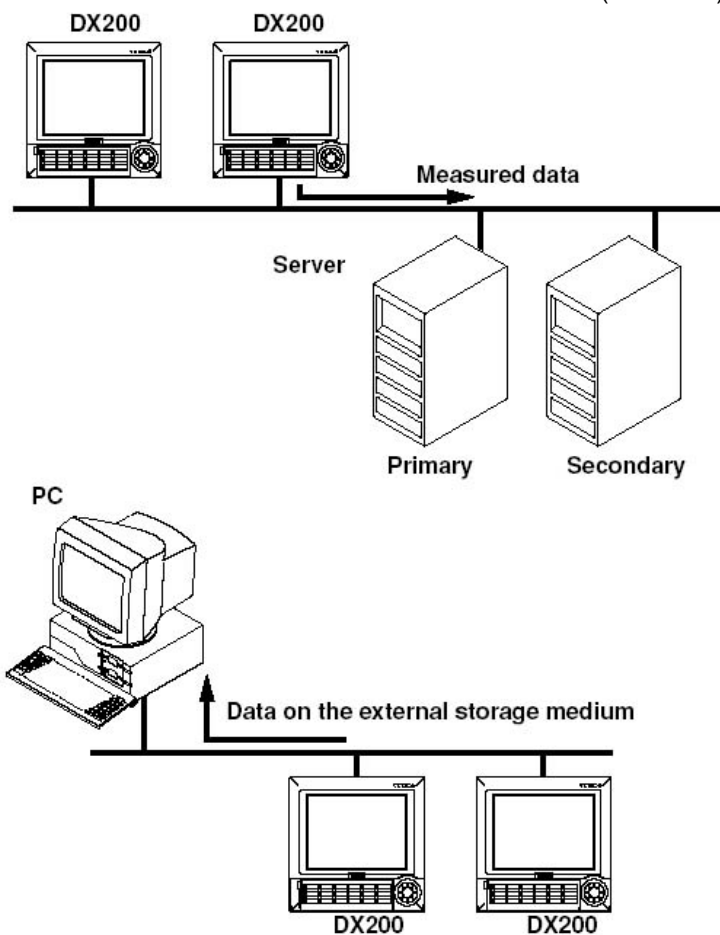 DX200 DX200
Measured data
Server
Primary Secondary
PC
Data on the external storage medium
DX200 DX200